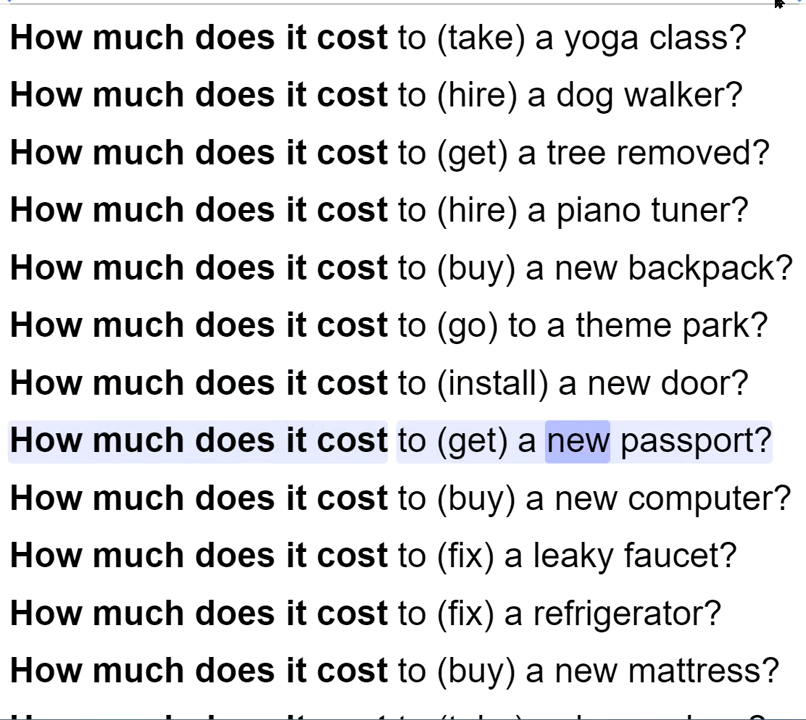 How much does it cost to (take) a yoga class?
How much does it cost to (hire) a dog walker?
How much does it cost to (get) a tree removed?
How much does it cost to (hire) a piano tuner?
How much does it cost to (buy) a new backpack?
How much does it cost to (go) to a theme park?
How much does it cost to (install) a new door?
How much does it cost to (get) a new passport?
How much does it cost to (buy) a new computer?
How much does it cost to (fix) a leaky faucet?
How much does it cost to (fix) a refrigerator?
How much does it cost to (buy) a new mattress?